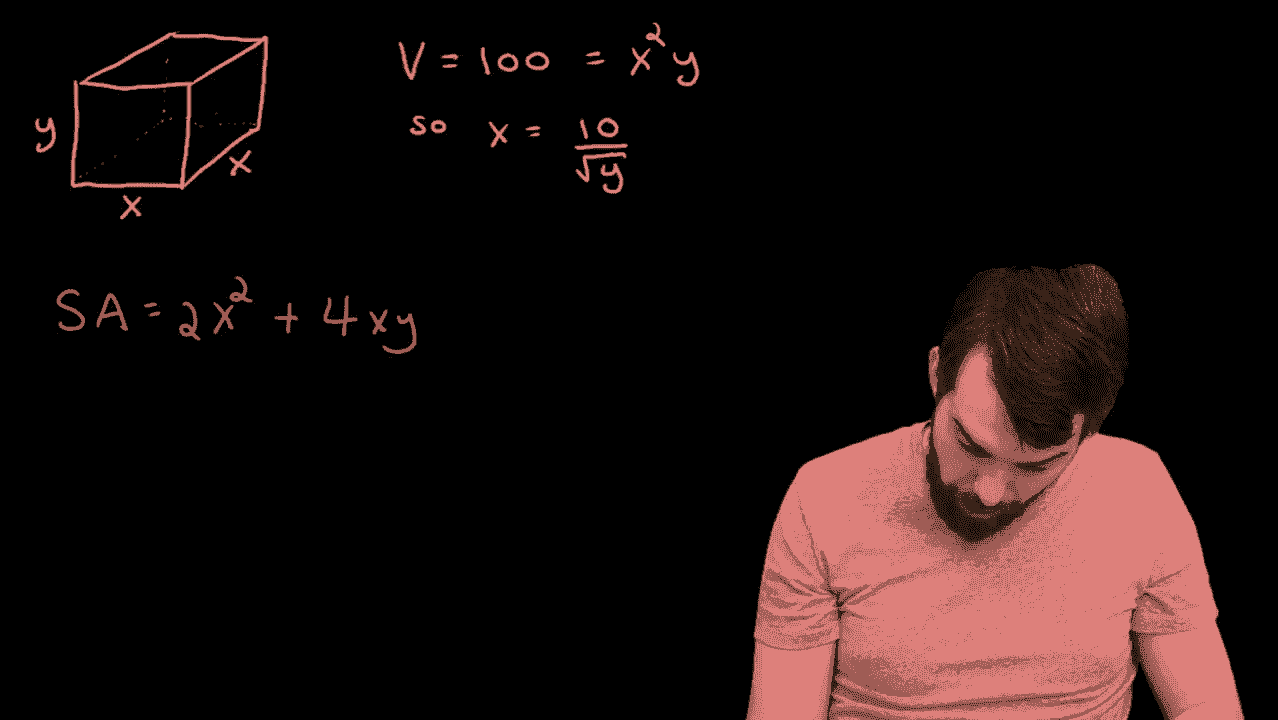 V = 100 = x²y
so x = 10/√y
y
x
x
SA = 2x² + 4xy